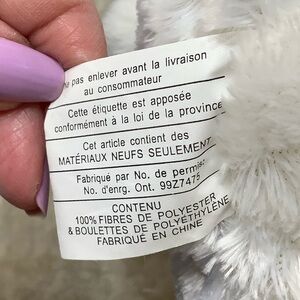 pas enlever avant la livraison
au consommateur
Cette étiquette est apposée
conformément à la loi de la province
Cet article contient des
MATÉRIAUX NEUFS SEULEMENT
Fabriqué par No. de permis:
No. d'enrg. Ont. 99Z7475
CONTENU
100% FIBRES DE POLYESTER
& BOULETTES DE POLYÉTHYLÈNE
FABRIQUÉ EN CHINE